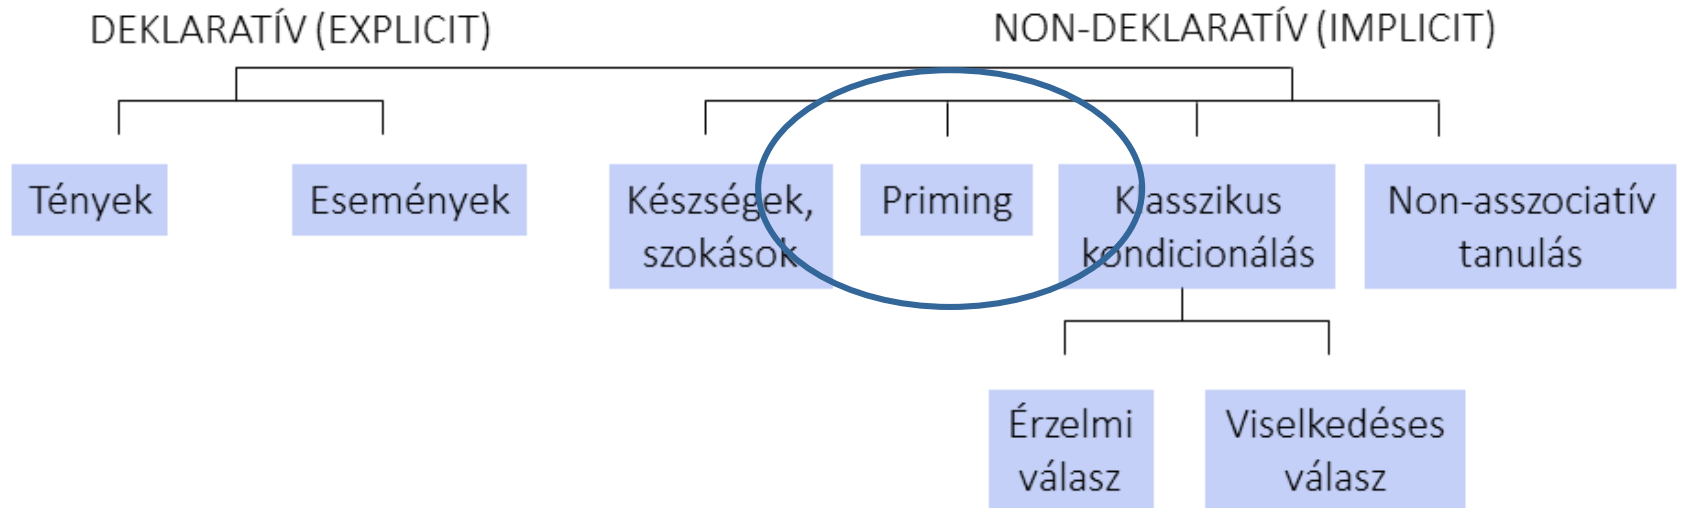 DEKLARATÍV (EXPLICIT)
NON-DEKLARATÍV (IMPLICIT)
Tények
Események
Készségek,
szokások
Priming
Klasszikus
kondicionálás
Non-asszociatív
tanulás
Érzelmi
válasz
Viselkedéses
válasz